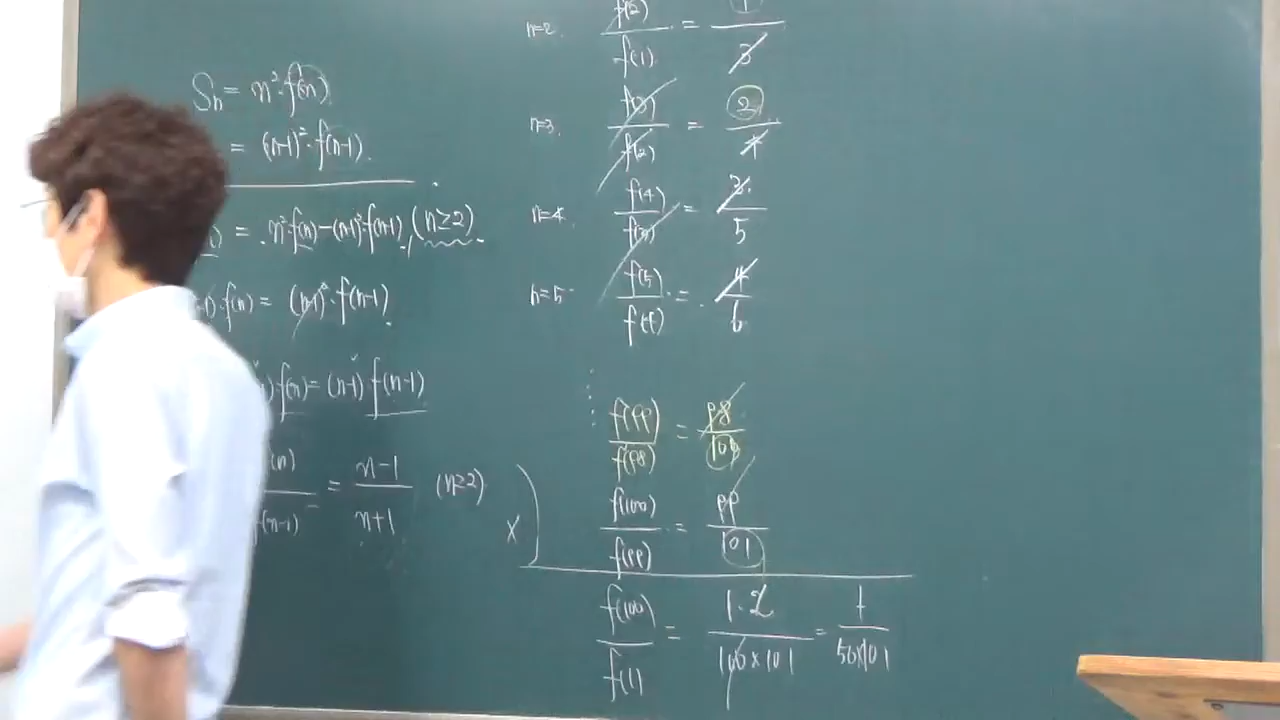 Sn = n²·f(n).
= (n-1)²·f(n-1).
= n²·f(n)-(n-1)²·f(n-1), (n≥2).
·f(n) = (n-1)²·f(n-1).
f(n) = (n-1) f(n-1)
= n-1 / n+1 (n≥2)
f(n-1)
n=2. f(2) / f(1) = 1 / 3
n=3. f(3) / f(2) = 2 / 4
n=4. f(4) / f(3) = 3 / 5
n=5 f(5) / f(4) = 4 / 6
⋮
f(99) / f(98) = 98 / 100
× ) f(100) / f(99) = 99 / 101
f(100) / f(1) = 1·2 / 100×101 = 1 / 50×101